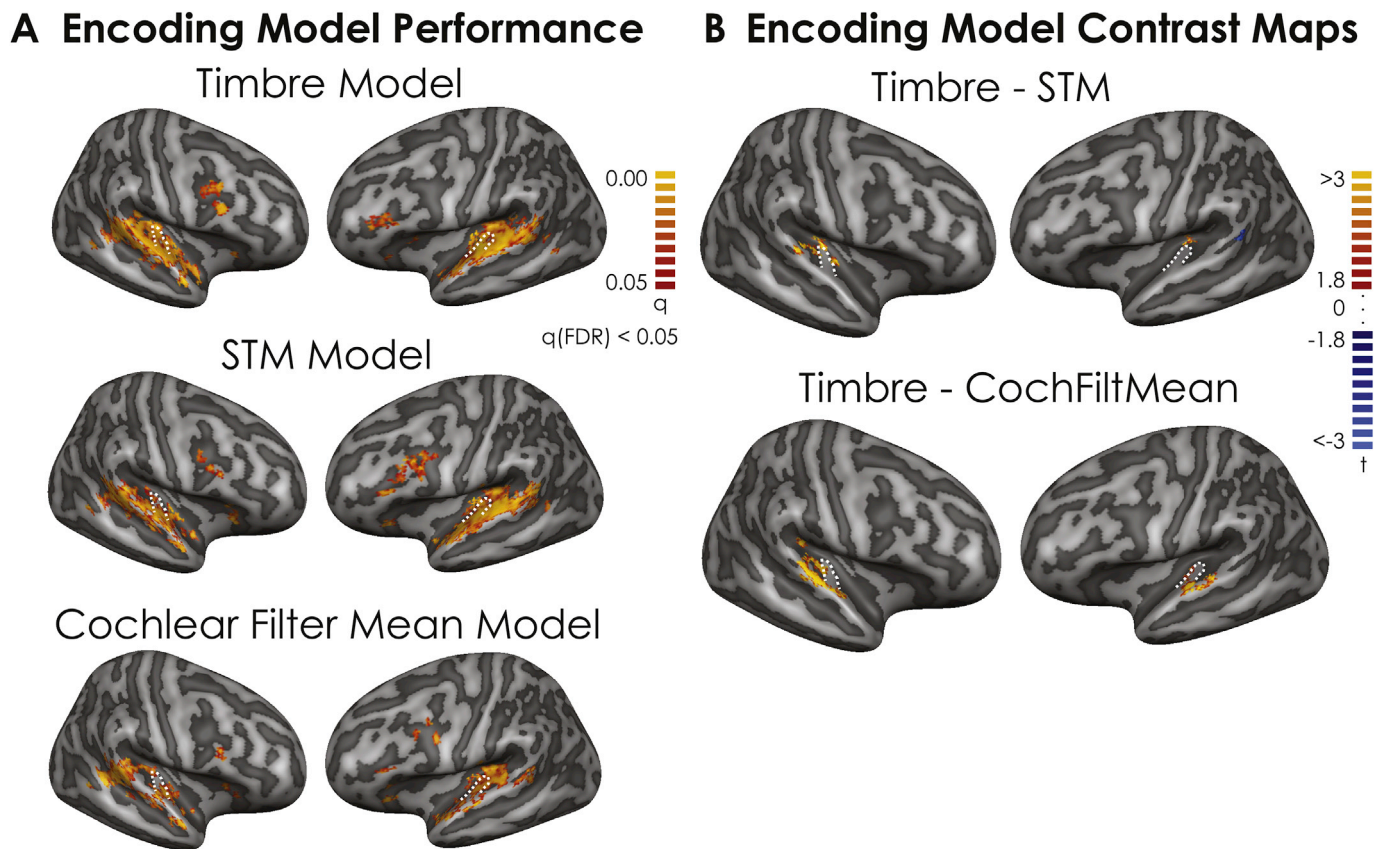 A Encoding Model Performance
Timbre Model
0.00
0.05
q
q(FDR) < 0.05
STM Model
Cochlear Filter Mean Model
B Encoding Model Contrast Maps
Timbre - STM
>3
1.8
0
-1.8
<-3
t
Timbre - CochFiltMean